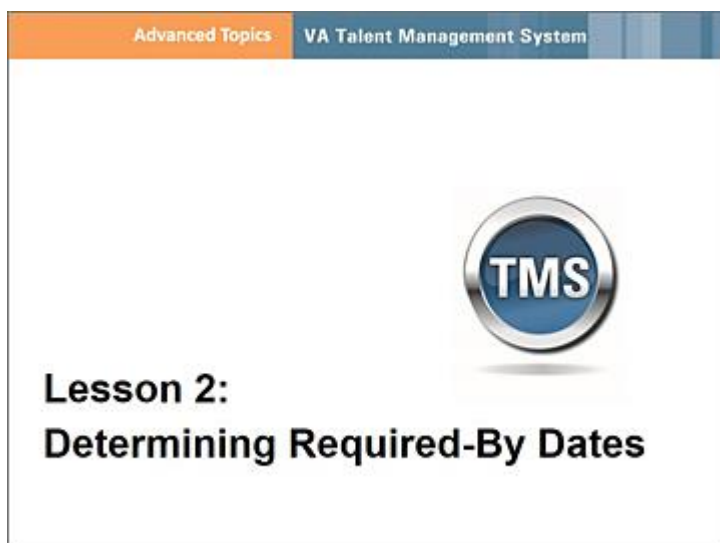 Advanced Topics VA Talent Management System
TMS
Lesson 2:
Determining Required-By Dates